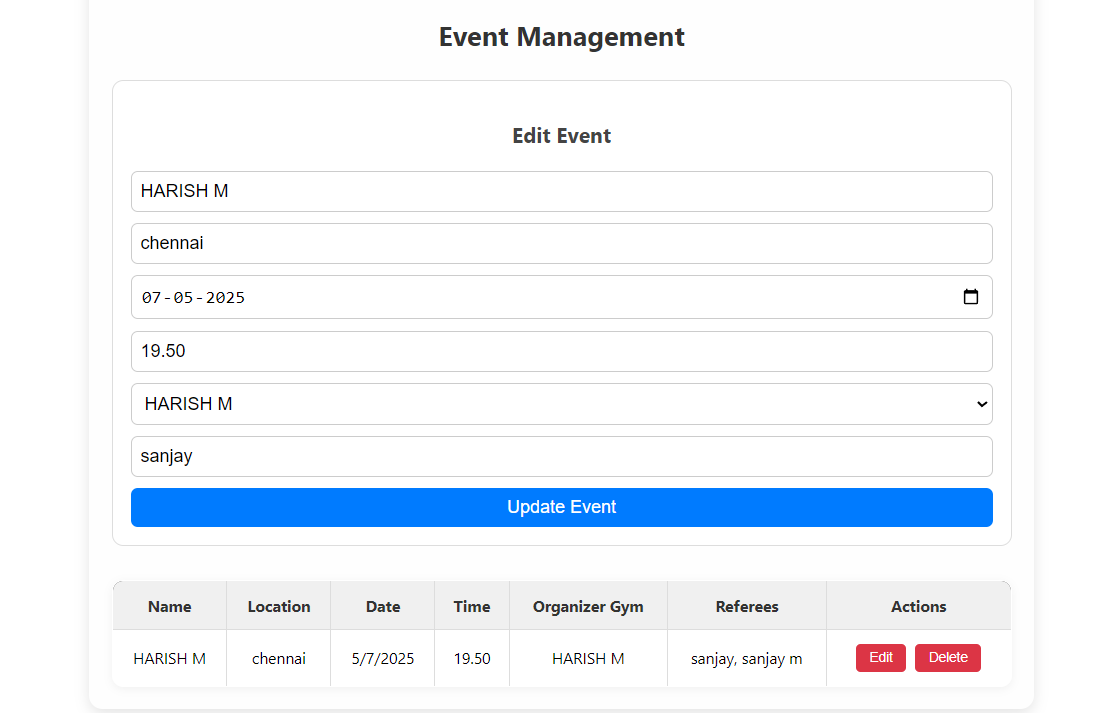 Event Management
Edit Event
HARISH M
chennai
07-05-2025
19.50
HARISH M
sanjay
Update Event
Name Location Date Time Organizer Gym Referees Actions
HARISH M chennai 5/7/2025 19.50 HARISH M sanjay, sanjay m Edit Delete